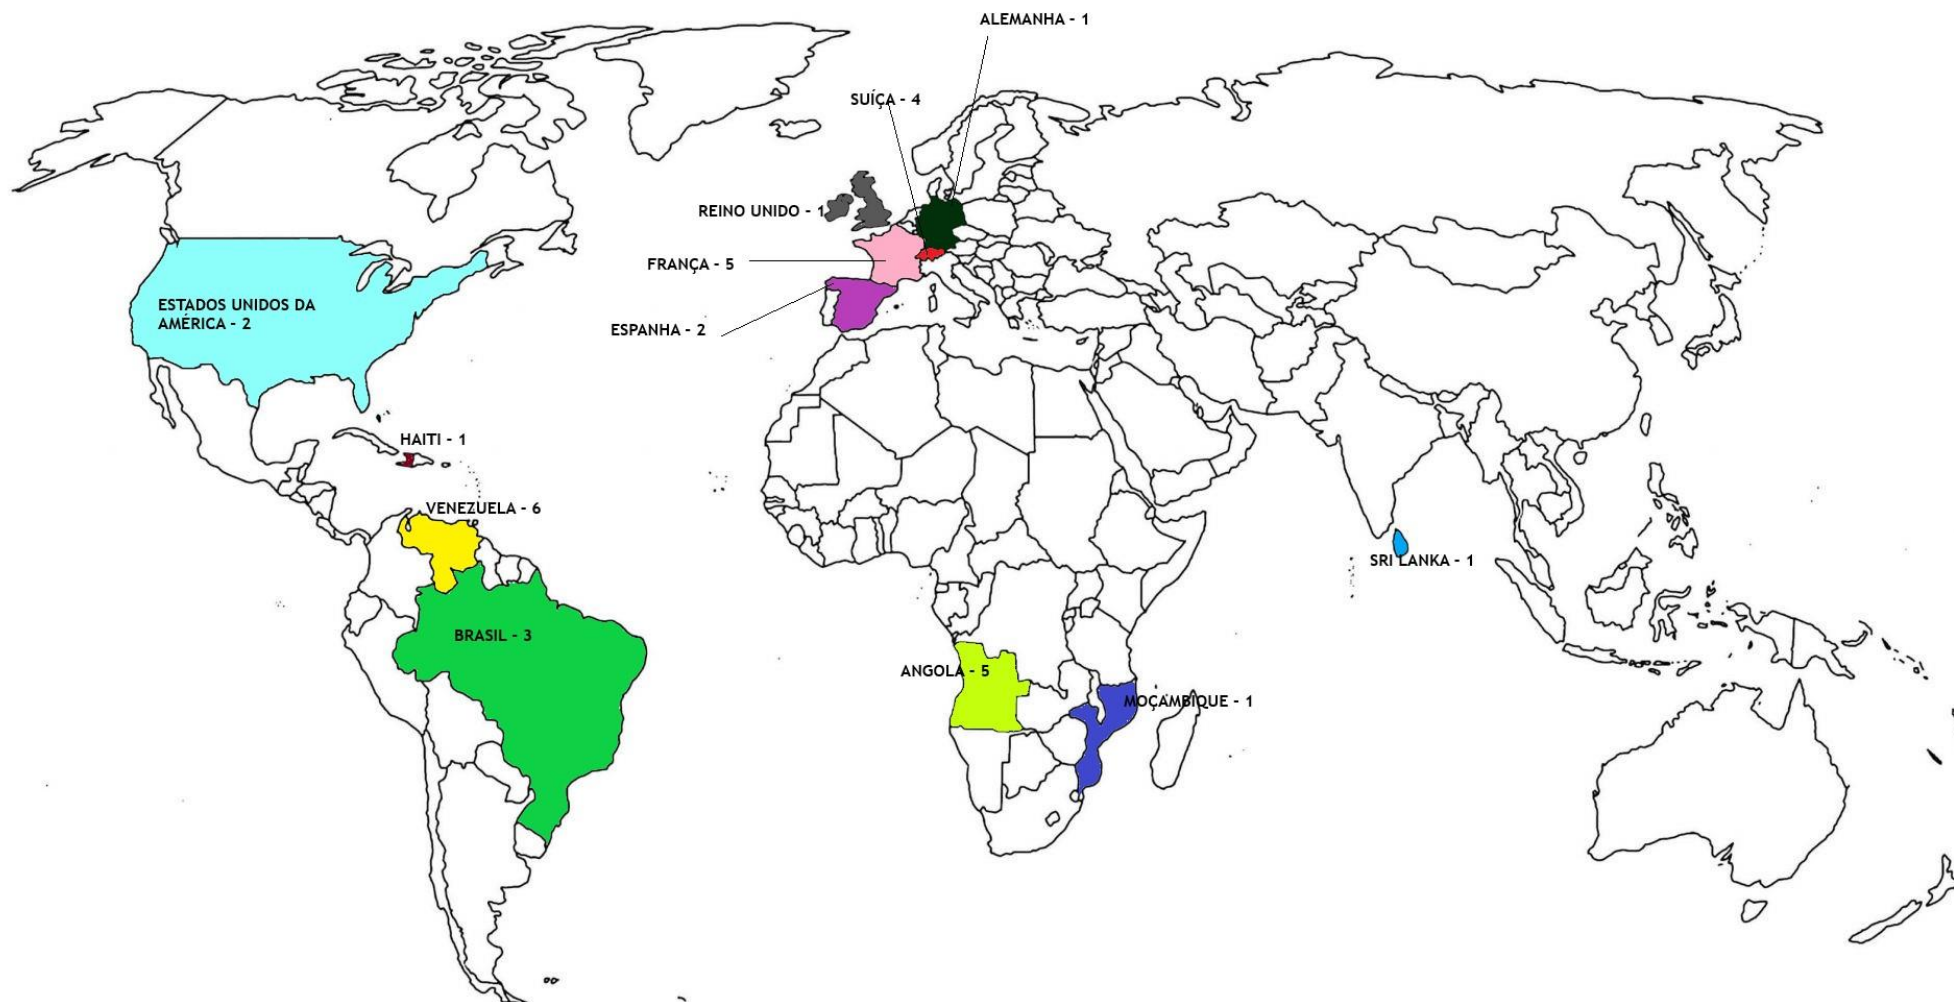 ALEMANHA - 1
SUÍÇA - 4
REINO UNIDO - 1
FRANÇA - 5
ESTADOS UNIDOS DA
AMÉRICA - 2
ESPANHA - 2
HAITI - 1
VENEZUELA - 6
SRI LANKA - 1
BRASIL - 3
ANGOLA - 5
MOÇAMBIQUE - 1